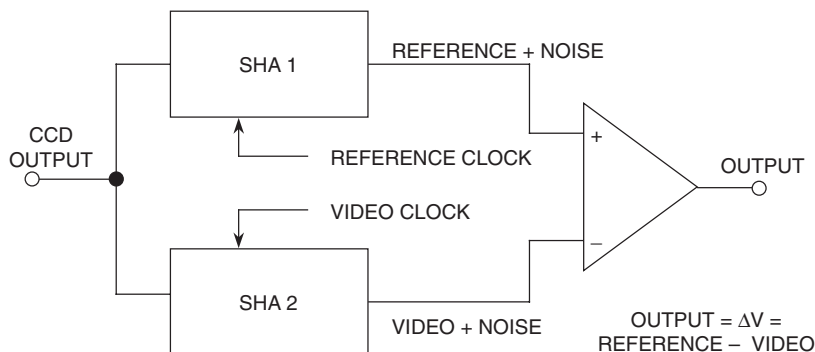 SHA 1
REFERENCE + NOISE
CCD
OUTPUT
REFERENCE CLOCK
VIDEO CLOCK
+
−
OUTPUT
SHA 2
VIDEO + NOISE
OUTPUT = ΔV =
REFERENCE − VIDEO